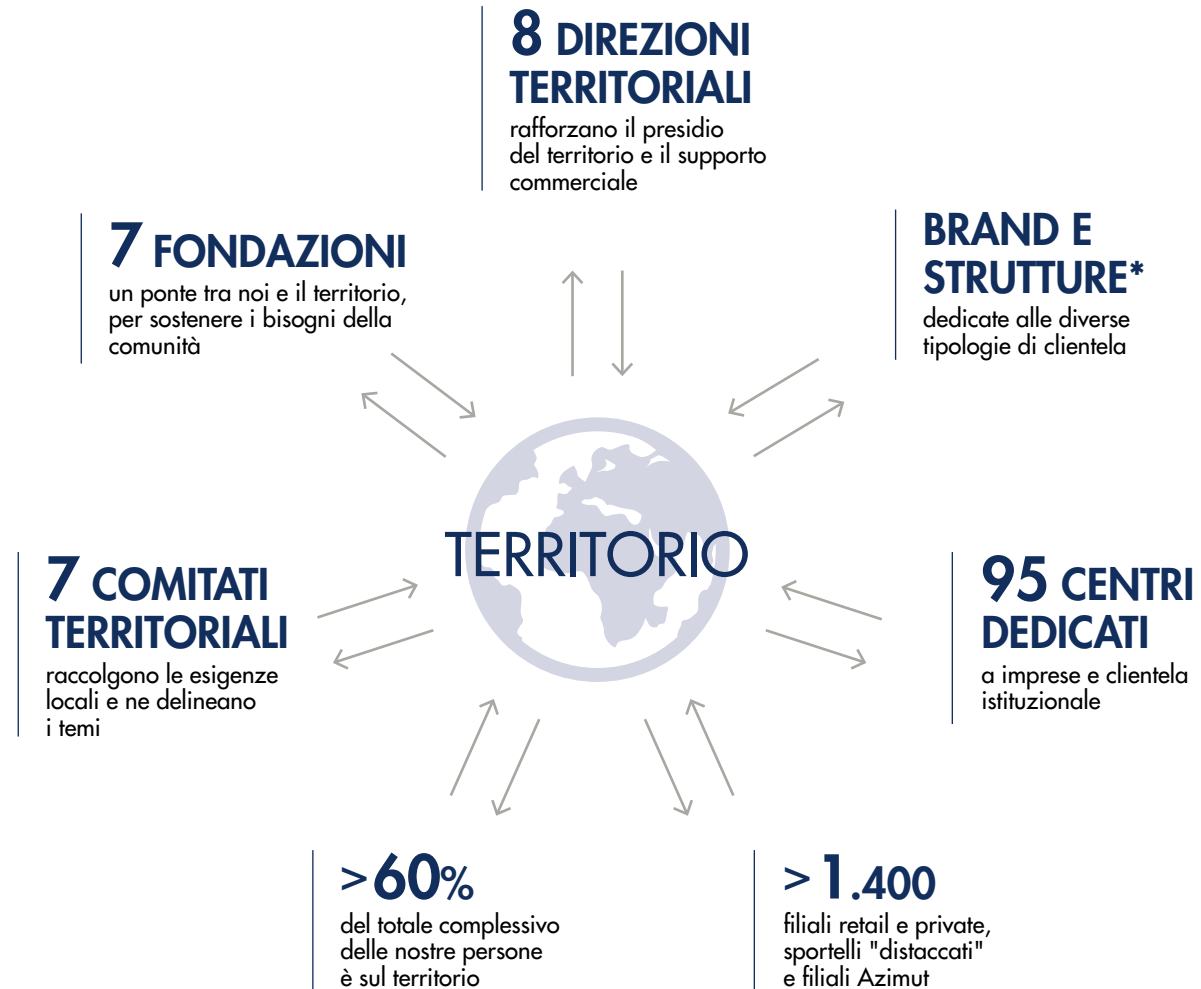 8 DIREZIONI
TERRITORIALI
rafforzano il presidio
del territorio e il supporto
commerciale
7 FONDAZIONI
un ponte tra noi e il territorio,
per sostenere i bisogni della
comunità
BRAND E
STRUTTURE*
dedicate alle diverse
tipologie di clientela
TERRITORIO
7 COMITATI
TERRITORIALI
raccolgono le esigenze
locali e ne delineano
i temi
95 CENTRI
DEDICATI
a imprese e clientela
istituzionale
>60%
del totale complessivo
delle nostre persone
è sul territorio
>1.400
filiali retail e private,
sportelli "distaccati"
e filiali Azimut